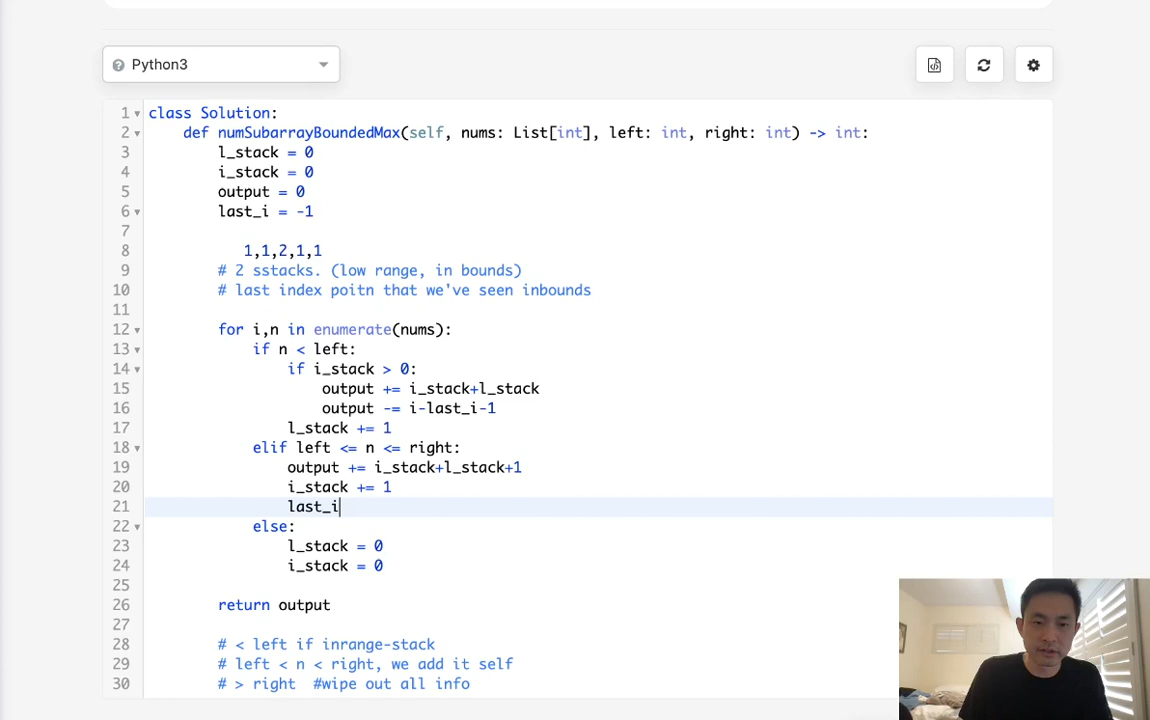 Python3
1 class Solution:
2 def numSubarrayBoundedMax(self, nums: List[int], left: int, right: int) -> int:
3 l_stack = 0
4 i_stack = 0
5 output = 0
6 last_i = -1
7
8 1,1,2,1,1
9 # 2 sstacks. (low range, in bounds)
10 # last index poitn that we've seen inbounds
11
12 for i,n in enumerate(nums):
13 if n < left:
14 if i_stack > 0:
15 output += i_stack+l_stack
16 output -= i-last_i-1
17 l_stack += 1
18 elif left <= n <= right:
19 output += i_stack+l_stack+1
20 i_stack += 1
21 last_i
22 else:
23 l_stack = 0
24 i_stack = 0
25
26 return output
27
28 # < left if inrange-stack
29 # left < n < right, we add it self
30 # > right #wipe out all info